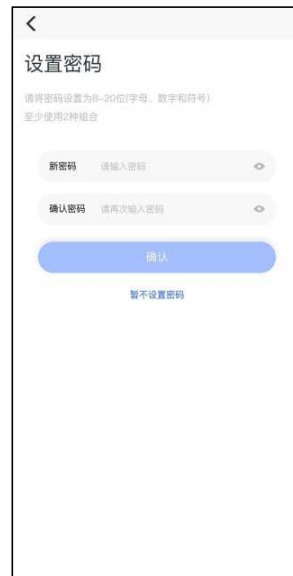 设置密码
请将密码设置为8-20位(字母、数字和符号)
至少使用2种组合
新密码 请输入密码
确认密码 请再次输入密码
确认
暂不设置密码